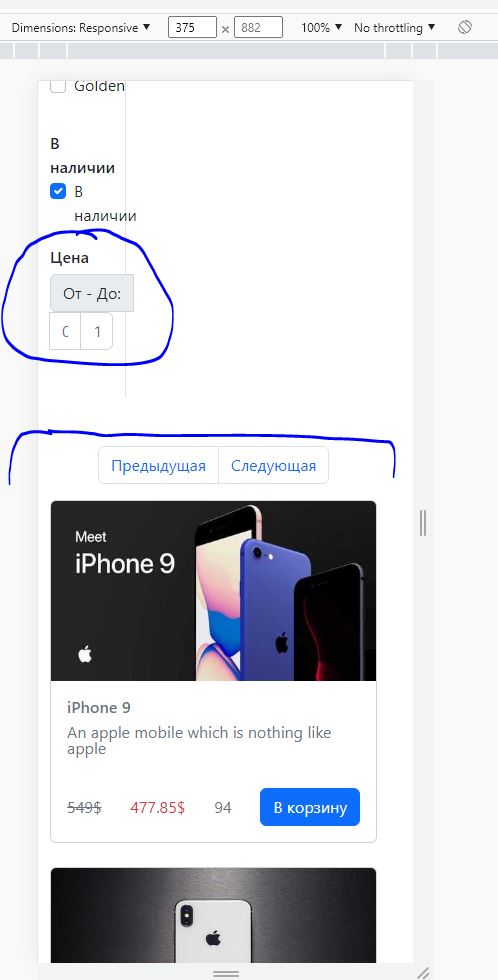 Dimensions: Responsive ▼ 375 × 882 100% ▼ No throttling ▼
Golden
В
наличии
В
наличии
Цена
От - До:
1
Предыдущая Следующая
Meet
iPhone 9
iPhone 9
An apple mobile which is nothing like
apple
549$ 477.85$ 94 В корзину